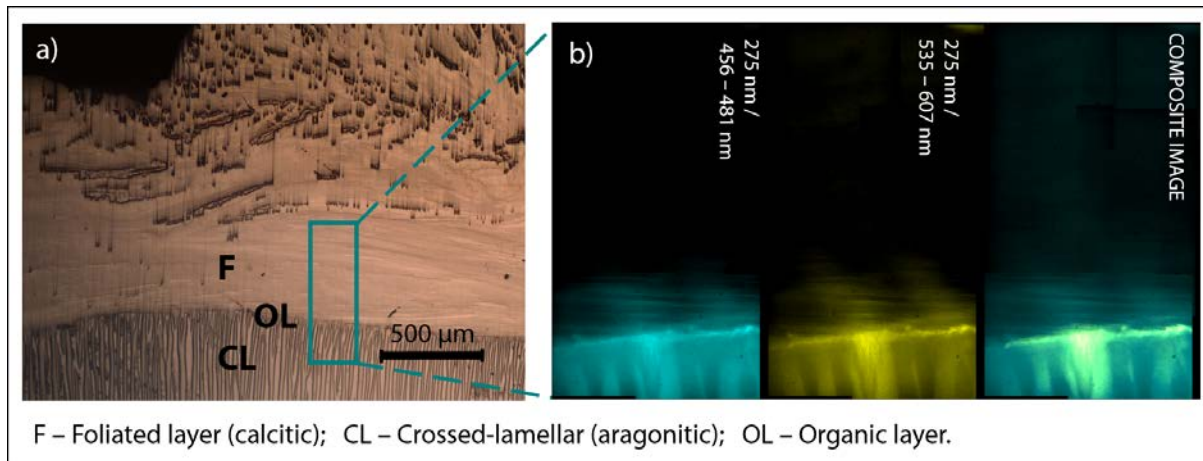 a)
F
OL
CL
500 µm
b)
275 nm /
456 – 481 nm
275 nm /
535 – 607 nm
COMPOSITE IMAGE
F – Foliated layer (calcitic); CL – Crossed-lamellar (aragonitic); OL – Organic layer.